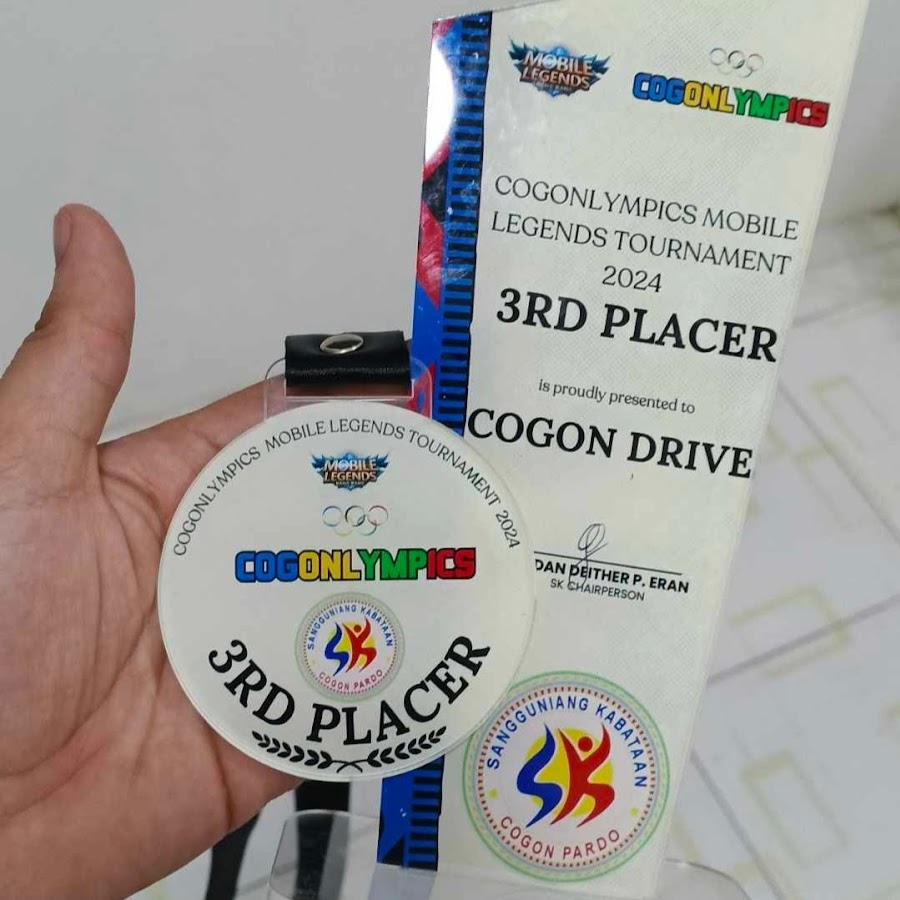 MOBILE
LEGENDS
COGONLYMPICS
COGONLYMPICS MOBILE
LEGENDS TOURNAMENT
2024
3RD PLACER
is proudly presented to
COGON DRIVE
DAN DEITHER P. ERAN
SK CHAIRPERSON
SANGGUNIANG KABATAAN
SK
COGON PARDO
COGONLYMPICS MOBILE LEGENDS TOURNAMENT 2024
MOBILE
LEGENDS
COGONLYMPICS
SANGGUNIANG KABATAAN
SK
COGON PARDO
3RD PLACER